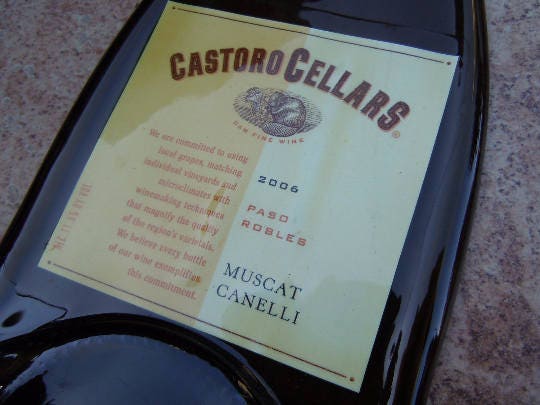 CASTORO CELLARS®
DAM FINE WINE
We are committed to using
local grapes, matching
individual vineyards and
microclimates with
winemaking techniques
that magnify the quality
of the region's varietals.
We believe every bottle
of our wine exemplifies
this commitment.
2006
PASO
ROBLES
MUSCAT
CANELLI